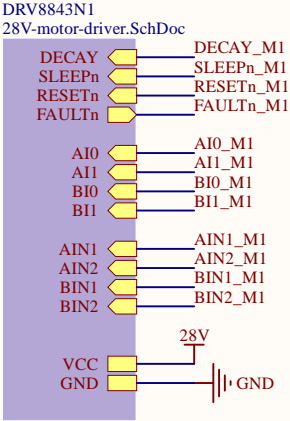 DRV8843N1
28V-motor-driver.SchDoc
DECAY DECAY_M1
SLEEPn SLEEPn_M1
RESETn RESETn_M1
FAULTn FAULTn_M1
AI0 AI0_M1
AI1 AI1_M1
BI0 BI0_M1
BI1 BI1_M1
AIN1 AIN1_M1
AIN2 AIN2_M1
BIN1 BIN1_M1
BIN2 BIN2_M1
28V
VCC
GND GND